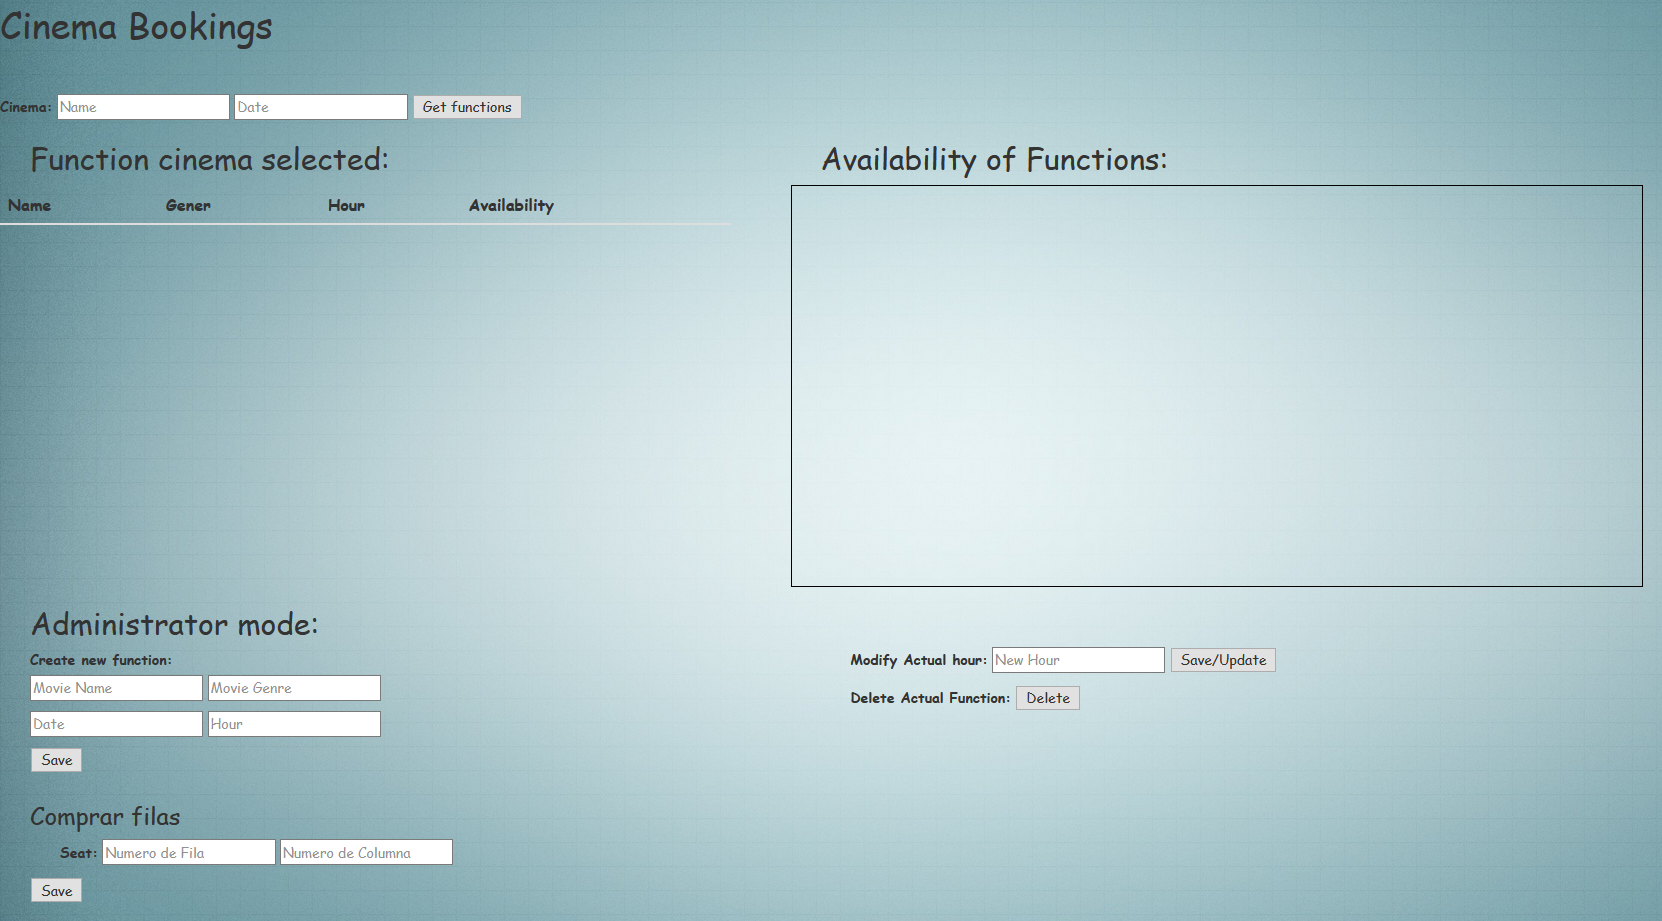 Cinema Bookings
Cinema: Name Date Get functions
Function cinema selected:
Name Gener Hour Availability
Availability of Functions:
Administrator mode:
Create new function:
Movie Name Movie Genre
Date Hour
Save
Modify Actual hour: New Hour Save/Update
Delete Actual Function: Delete
Comprar filas
Seat: Numero de Fila Numero de Columna
Save